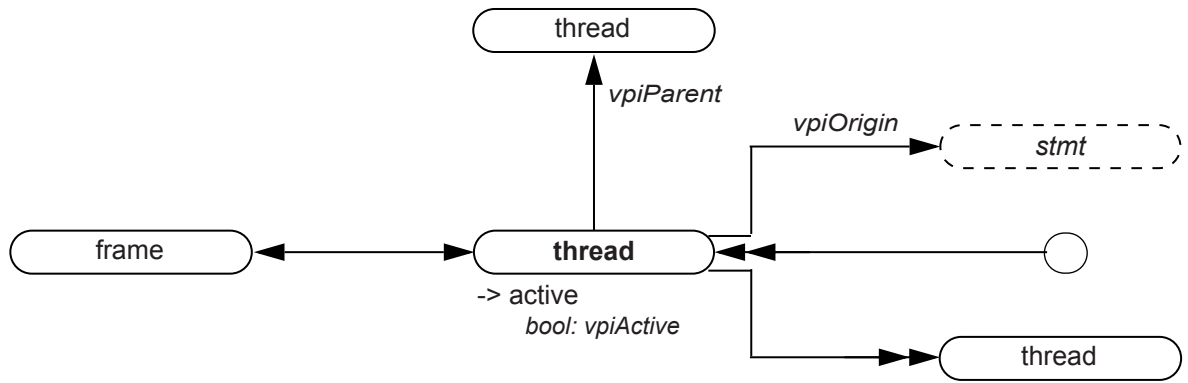 thread
vpiParent
vpiOrigin
stmt
frame
thread
-> active
bool: vpiActive
thread